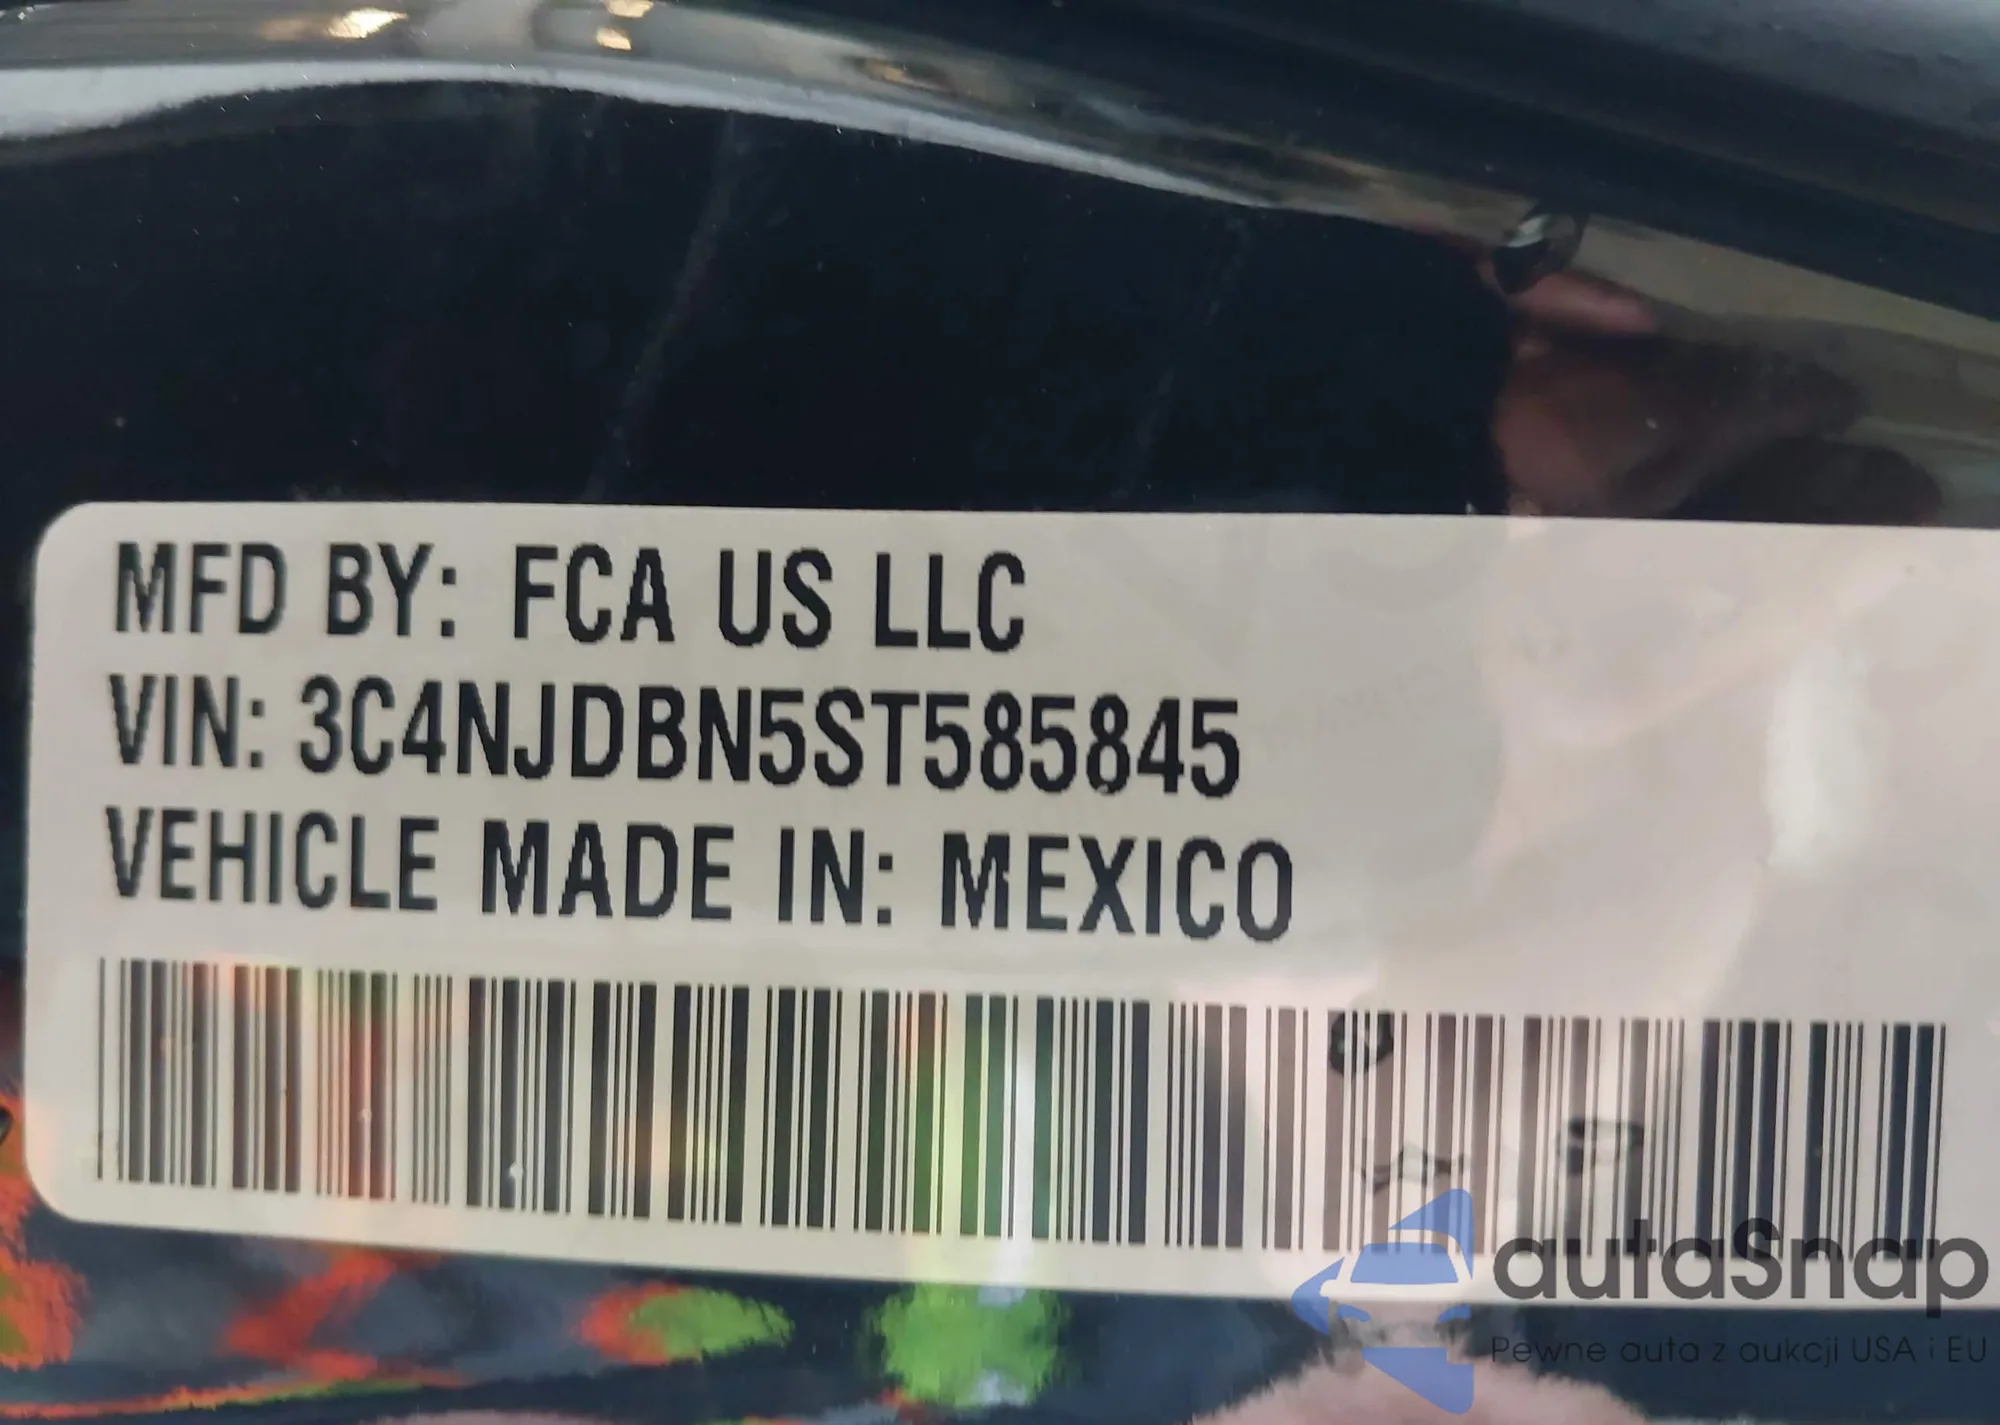 MFD BY: FCA US LLC
VIN: 3C4NJDBN5ST585845
VEHICLE MADE IN: MEXICO
autaSnap
Pewne auta z aukcji USA i EU